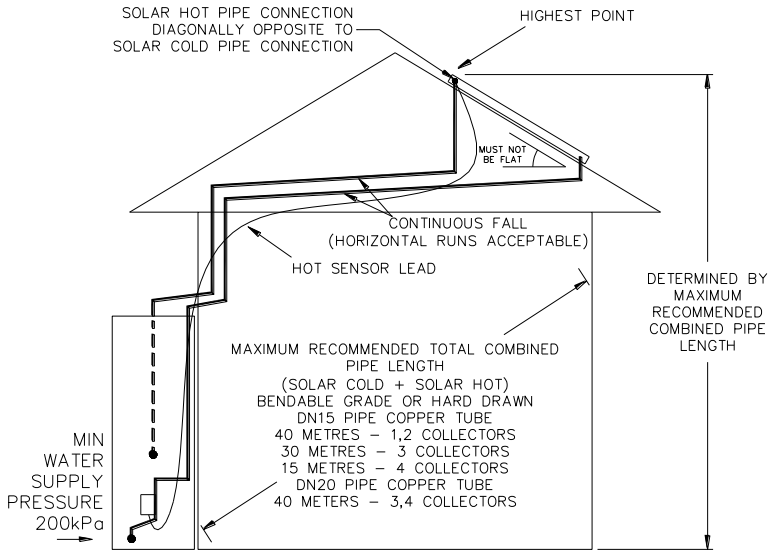 SOLAR HOT PIPE CONNECTION
DIAGONALLY OPPOSITE TO
SOLAR COLD PIPE CONNECTION
HIGHEST POINT
MUST NOT
BE FLAT
CONTINUOUS FALL
(HORIZONTAL RUNS ACCEPTABLE)
HOT SENSOR LEAD
DETERMINED BY
MAXIMUM
RECOMMENDED
COMBINED PIPE
LENGTH
MAXIMUM RECOMMENDED TOTAL COMBINED
PIPE LENGTH
(SOLAR COLD + SOLAR HOT)
BENDABLE GRADE OR HARD DRAWN
DN15 PIPE COPPER TUBE
40 METRES – 1,2 COLLECTORS
30 METRES – 3 COLLECTORS
15 METRES – 4 COLLECTORS
DN20 PIPE COPPER TUBE
40 METERS – 3,4 COLLECTORS
MIN
WATER
SUPPLY
PRESSURE
200kPa